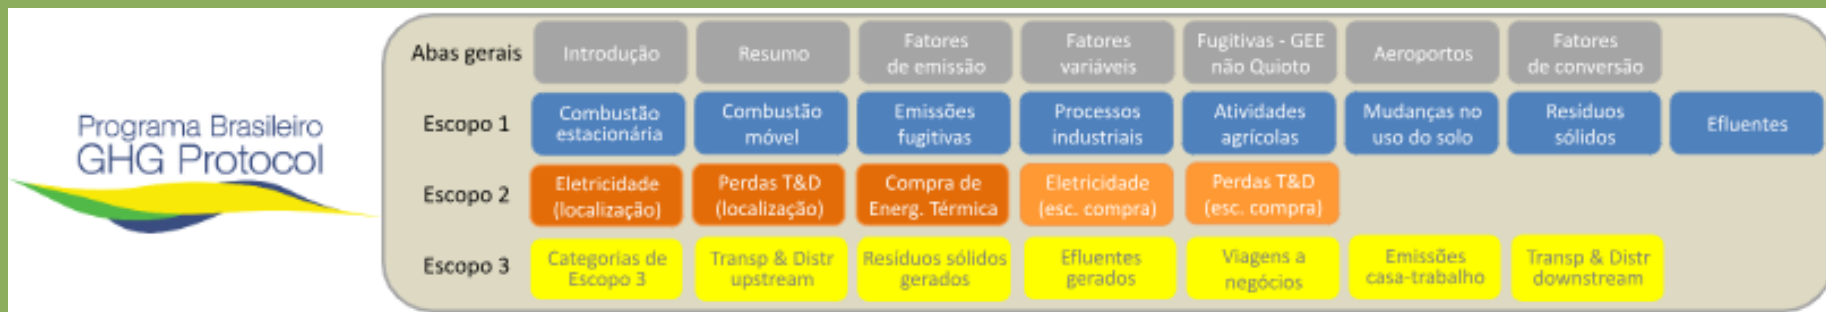 Programa Brasileiro
GHG Protocol
Abas gerais
Introdução
Resumo
Fatores
de emissão
Fatores
variáveis
Fugitivas - GEE
não Quioto
Aeroportos
Fatores
de conversão
Escopo 1
Combustão
estacionária
Combustão
móvel
Emissões
fugitivas
Processos
industriais
Atividades
agrícolas
Mudanças no
uso do solo
Resíduos
sólidos
Efluentes
Escopo 2
Eletricidade
(localização)
Perdas T&D
(localização)
Compra de
Energ. Térmica
Eletricidade
(esc. compra)
Perdas T&D
(esc. compra)
Escopo 3
Categorias de
Escopo 3
Transp & Distr
upstream
Resíduos sólidos
gerados
Efluentes
gerados
Viagens a
negócios
Emissões
casa-trabalho
Transp & Distr
downstream